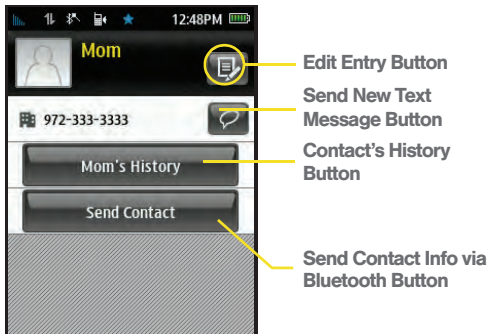 12:48PM
Mom
972-333-3333
Mom's History
Send Contact
Edit Entry Button
Send New Text
Message Button
Contact's History
Button
Send Contact Info via
Bluetooth Button